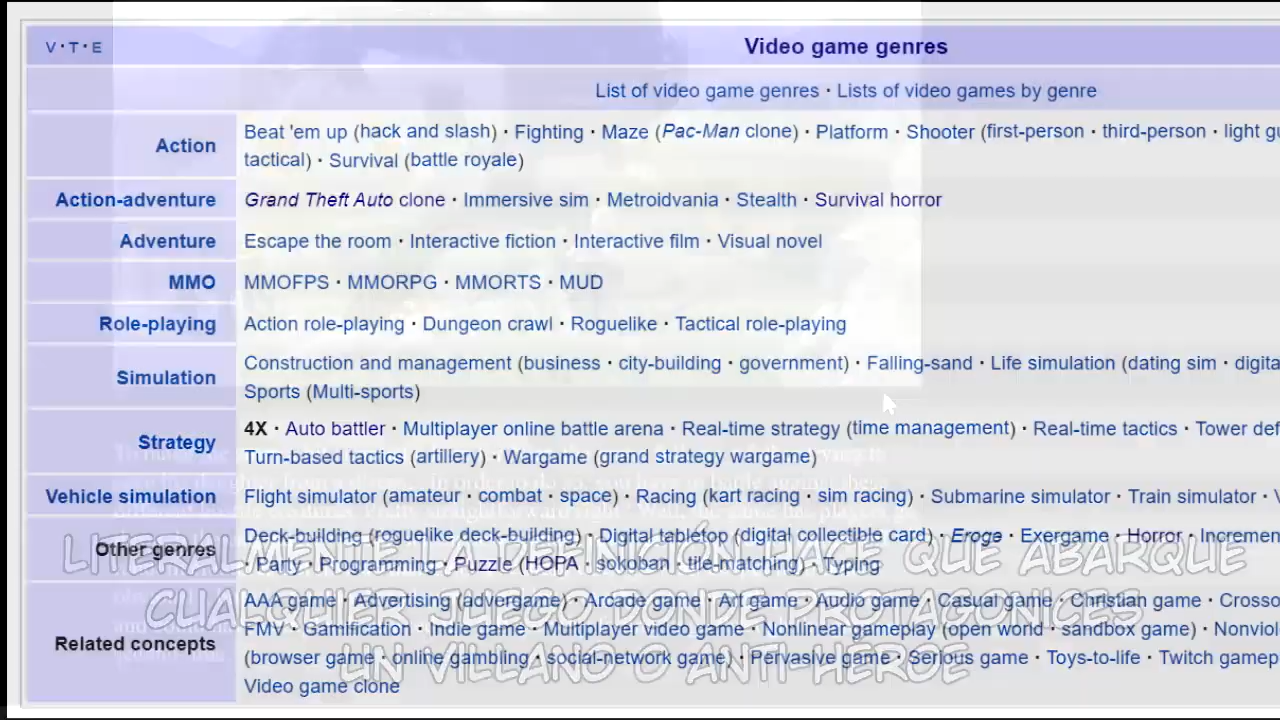 V · T · E
Video game genres
List of video game genres · Lists of video games by genre
Action
Beat 'em up (hack and slash) · Fighting · Maze (Pac-Man clone) · Platform · Shooter (first-person · third-person · light gu
tactical) · Survival (battle royale)
Action-adventure
Grand Theft Auto clone · Immersive sim · Metroidvania · Stealth · Survival horror
Adventure
Escape the room · Interactive fiction · Interactive film · Visual novel
MMO
MMOFPS · MMORPG · MMORTS · MUD
Role-playing
Action role-playing · Dungeon crawl · Roguelike · Tactical role-playing
Simulation
Construction and management (business · city-building · government) · Falling-sand · Life simulation (dating sim · digita
Sports (Multi-sports)
Strategy
4X · Auto battler · Multiplayer online battle arena · Real-time strategy (time management) · Real-time tactics · Tower def
Turn-based tactics (artillery) · Wargame (grand strategy wargame)
Vehicle simulation
Flight simulator (amateur · combat · space) · Racing (kart racing · sim racing) · Submarine simulator · Train simulator · V
Other genres
Deck-building (roguelike deck-building) · Digital tabletop (digital collectible card) · Eroge · Exergame · Horror · Increment
· Party · Programming · Puzzle (HOPA · sokoban · tile-matching) · Typing
Related concepts
AAA game · Advertising (advergame) · Arcade game · Art game · Audio game · Casual game · Christian game · Crosso
FMV · Gamification · Indie game · Multiplayer video game · Nonlinear gameplay (open world · sandbox game) · Nonviol
(browser game · online gambling · social-network game) · Pervasive game · Serious game · Toys-to-life · Twitch gamep
Video game clone
LITERALMENTE LA DEFINICIÓN HACE QUE ABARQUE
CUALQUIER JUEGO DONDE PROTAGONICES
UN VILLANO O ANTI-HÉROE